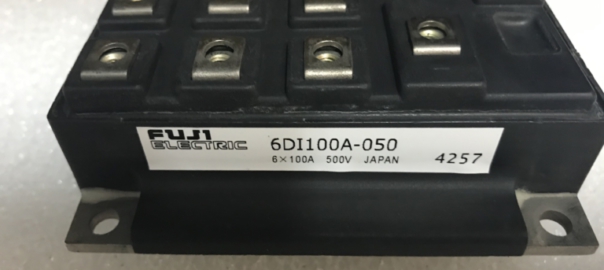 FUJI ELECTRIC
6DI100A-050
6×100A 500V JAPAN
4257